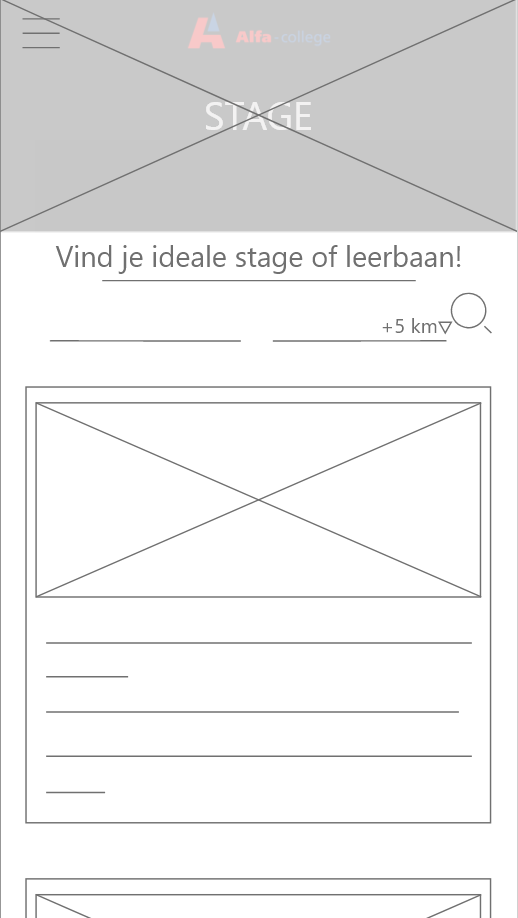 Alfa-college
STAGE
Vind je ideale stage of leerbaan!
+5 km